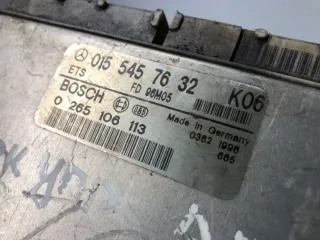 015 545 76 32 K06
ETS FD 96M05
BOSCH
0 265 106 113
Made in Germany
0362 1996
665